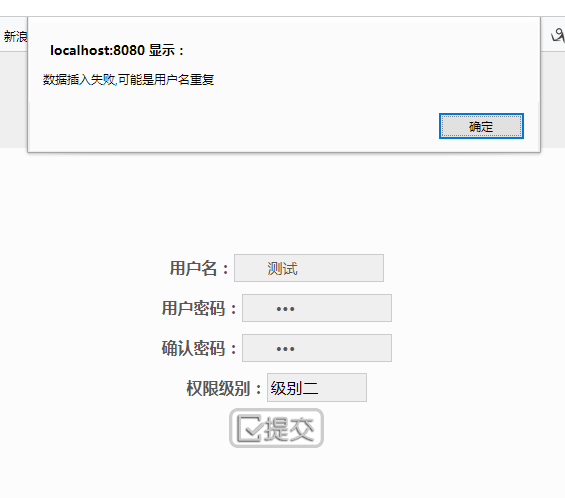 新浪
localhost:8080 显示：
数据插入失败,可能是用户名重复
确定
用户名： 测试
用户密码： •••
确认密码： •••
权限级别： 级别二
提交